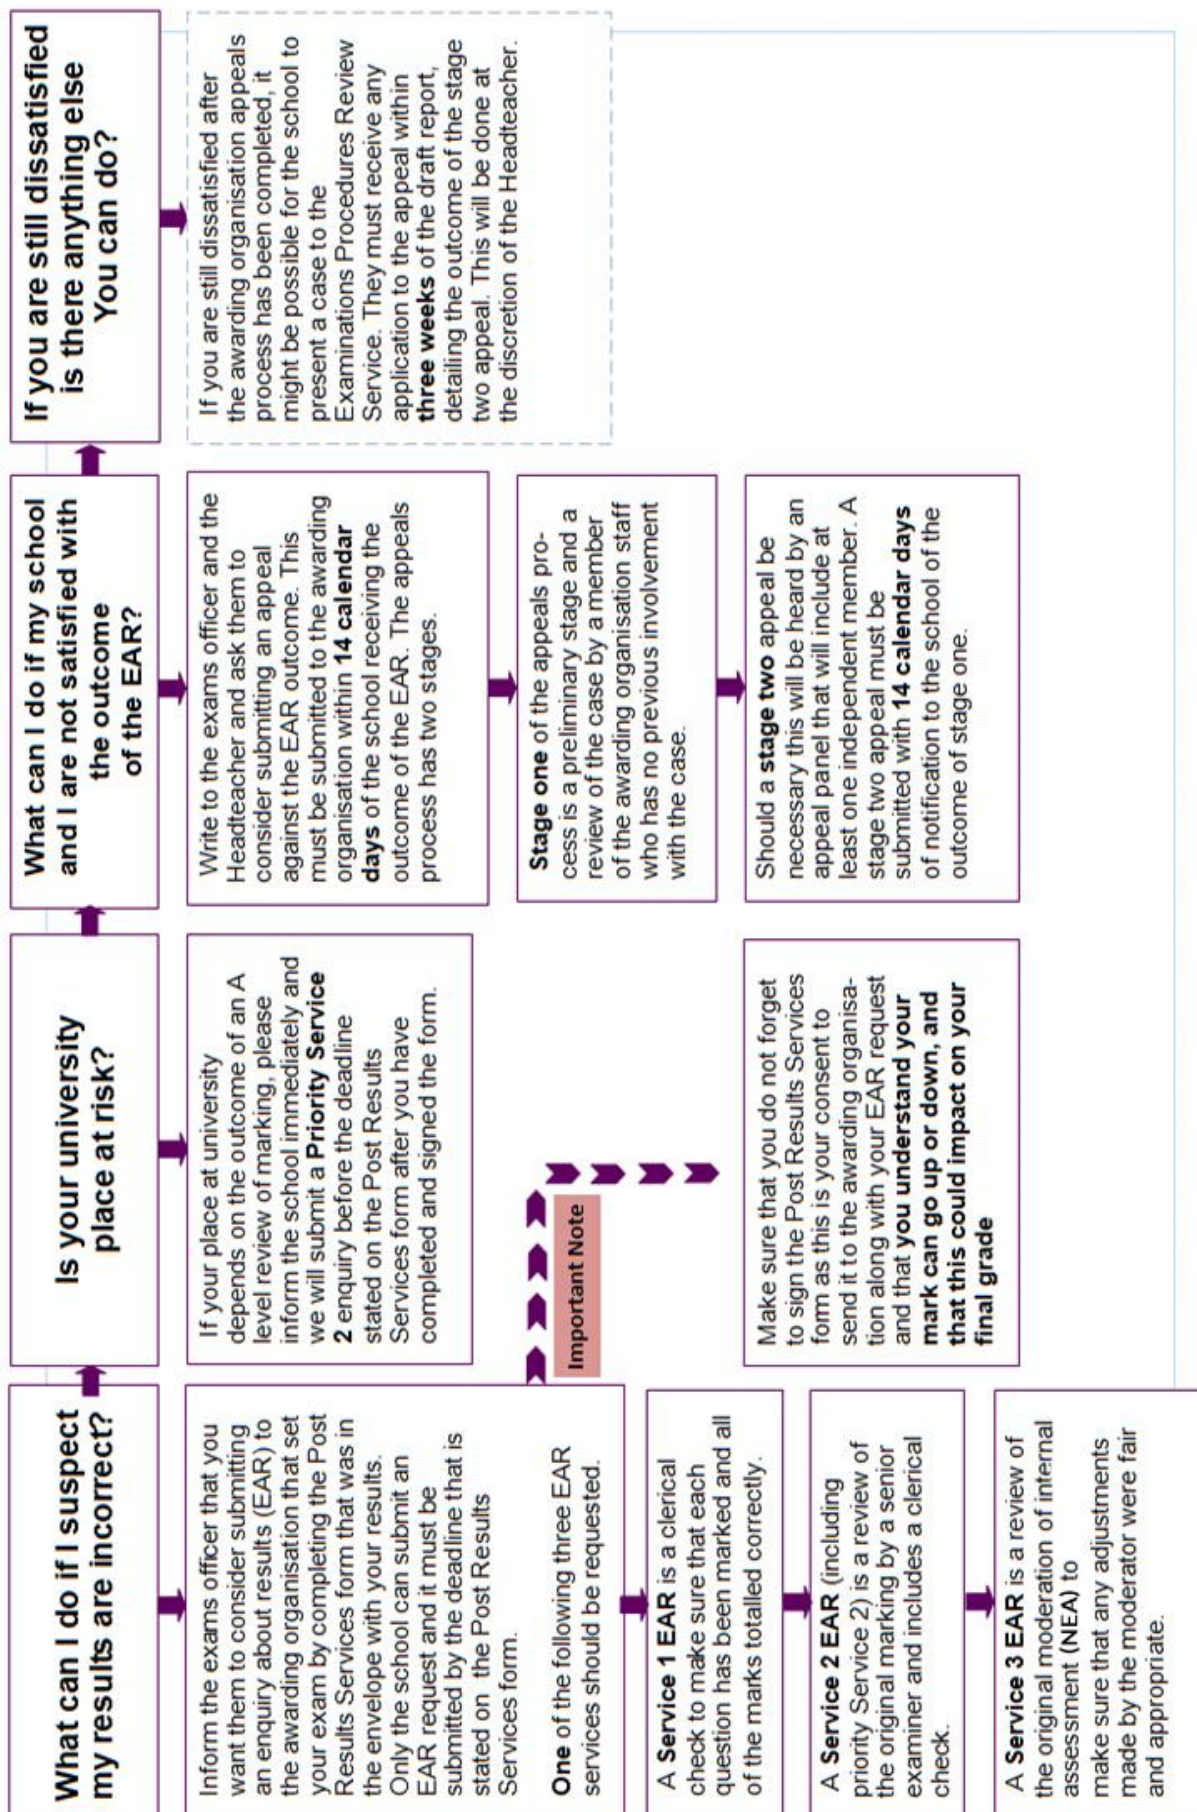 What can I do if I suspect
my results are incorrect?
Inform the exams officer that you
want them to consider submitting
an enquiry about results (EAR) to
the awarding organisation that set
your exam by completing the Post
Results Services form that was in
the envelope with your results.
Only the school can submit an
EAR request and it must be
submitted by the deadline that is
stated on the Post Results
Services form.
One of the following three EAR
services should be requested.
A Service 1 EAR is a clerical
check to make sure that each
question has been marked and all
of the marks totalled correctly.
A Service 2 EAR (including
priority Service 2) is a review of
the original marking by a senior
examiner and includes a clerical
check.
A Service 3 EAR is a review of
the original moderation of internal
assessment (NEA) to
make sure that any adjustments
made by the moderator were fair
and appropriate.
Is your university
place at risk?
If your place at university
depends on the outcome of an A
level review of marking, please
inform the school immediately and
we will submit a Priority Service
2 enquiry before the deadline
stated on the Post Results
Services form after you have
completed and signed the form.
Important Note
Make sure that you do not forget
to sign the Post Results Services
form as this is your consent to
send it to the awarding organisa-
tion along with your EAR request
and that you understand your
mark can go up or down, and
that this could impact on your
final grade
What can I do if my school
and I are not satisfied with
the outcome
of the EAR?
Write to the exams officer and the
Headteacher and ask them to
consider submitting an appeal
against the EAR outcome. This
must be submitted to the awarding
organisation within 14 calendar
days of the school receiving the
outcome of the EAR. The appeals
process has two stages.
Stage one of the appeals pro-
cess is a preliminary stage and a
review of the case by a member
of the awarding organisation staff
who has no previous involvement
with the case.
Should a stage two appeal be
necessary this will be heard by an
appeal panel that will include at
least one independent member. A
stage two appeal must be
submitted with 14 calendar days
of notification to the school of the
outcome of stage one.
If you are still dissatisfied
is there anything else
You can do?
If you are still dissatisfied after
the awarding organisation appeals
process has been completed, it
might be possible for the school to
present a case to the
Examinations Procedures Review
Service. They must receive any
application to the appeal within
three weeks of the draft report,
detailing the outcome of the stage
two appeal. This will be done at
the discretion of the Headteacher.